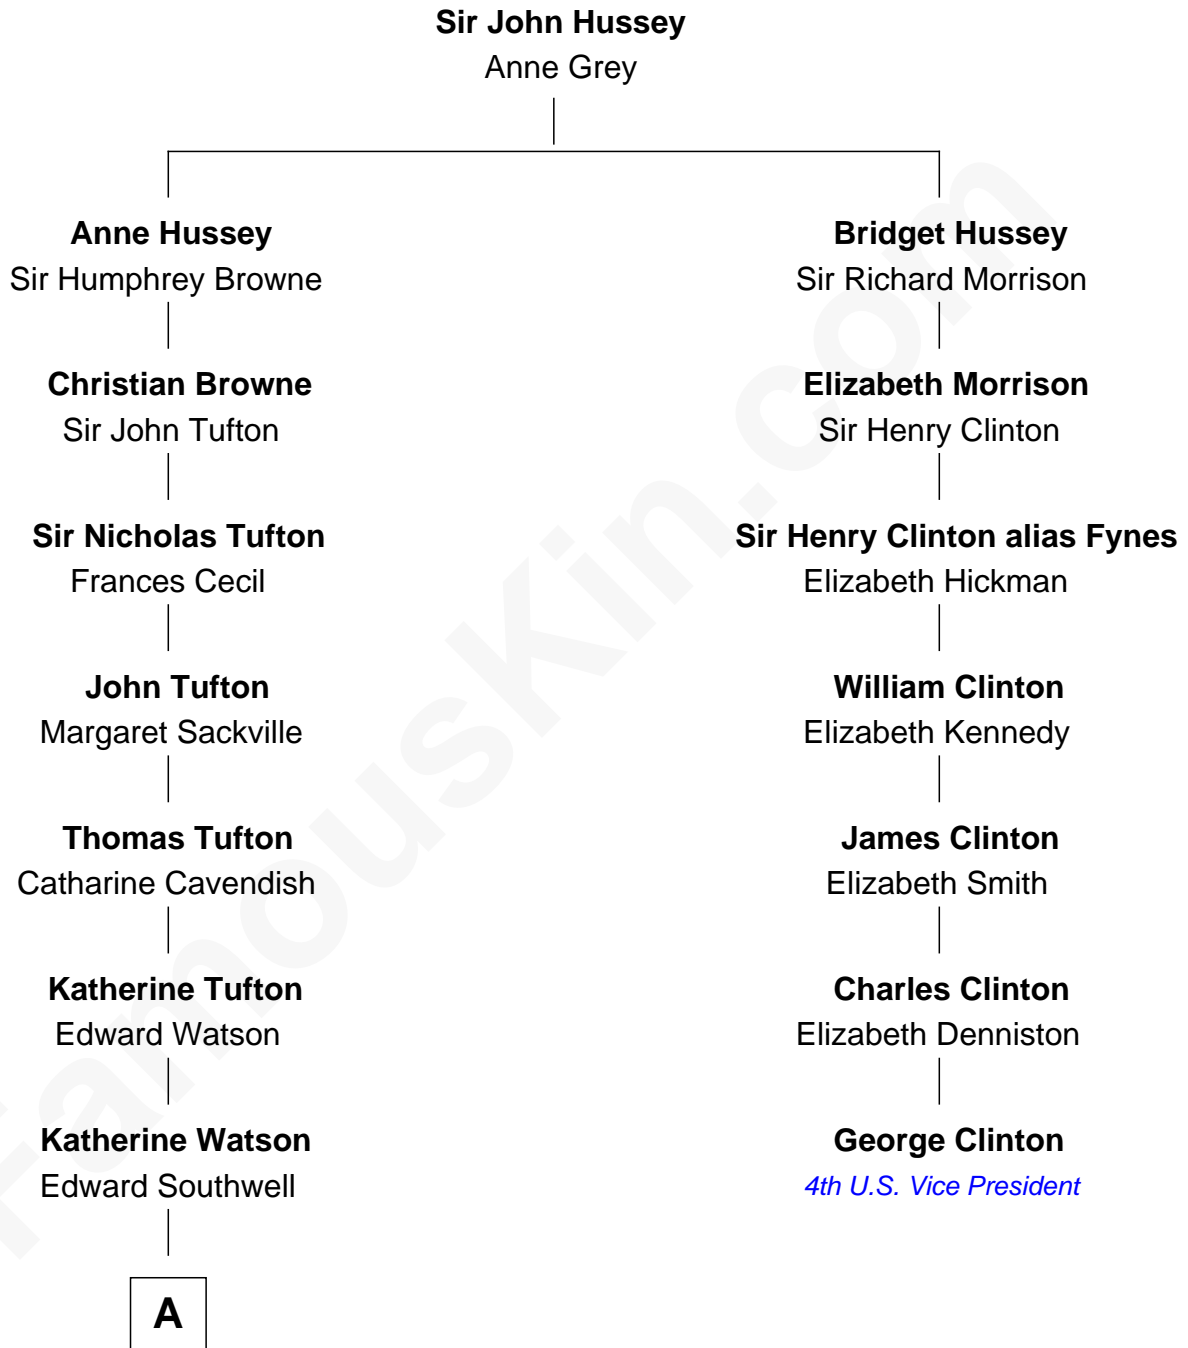 Sir John Hussey
Anne Grey
Anne Hussey
Sir Humphrey Browne
Bridget Hussey
Sir Richard Morrison
Christian Browne
Sir John Tufton
Elizabeth Morrison
Sir Henry Clinton
Sir Nicholas Tufton
Frances Cecil
Sir Henry Clinton alias Fynes
Elizabeth Hickman
John Tufton
Margaret Sackville
William Clinton
Elizabeth Kennedy
Thomas Tufton
Catharine Cavendish
James Clinton
Elizabeth Smith
Katherine Tufton
Edward Watson
Charles Clinton
Elizabeth Denniston
Katherine Watson
Edward Southwell
George Clinton
4th U.S. Vice President
A
FamousKin.com